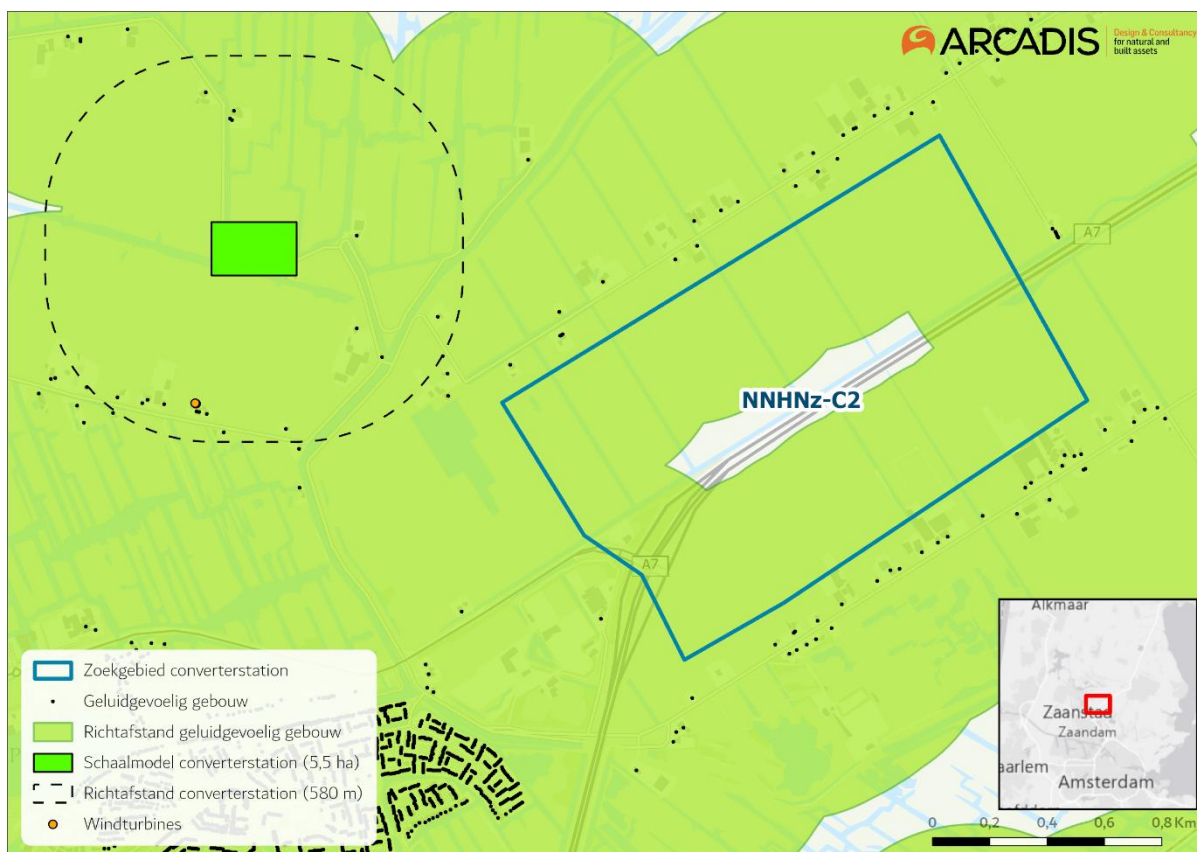 ARCADIS
Design & Consultancy
for natural and
built assets
A7
NNHNz-C2
A7
Zoekgebied converterstation
Geluidgevoelig gebouw
Richtafstand geluidgevoelig gebouw
Schaalmodel converterstation (5,5 ha)
Richtafstand converterstation (580 m)
Windturbines
Alkmaar
Zaanstad
Zaandam
aarlem
Amsterdam
0 0,2 0,4 0,6 0,8 Km